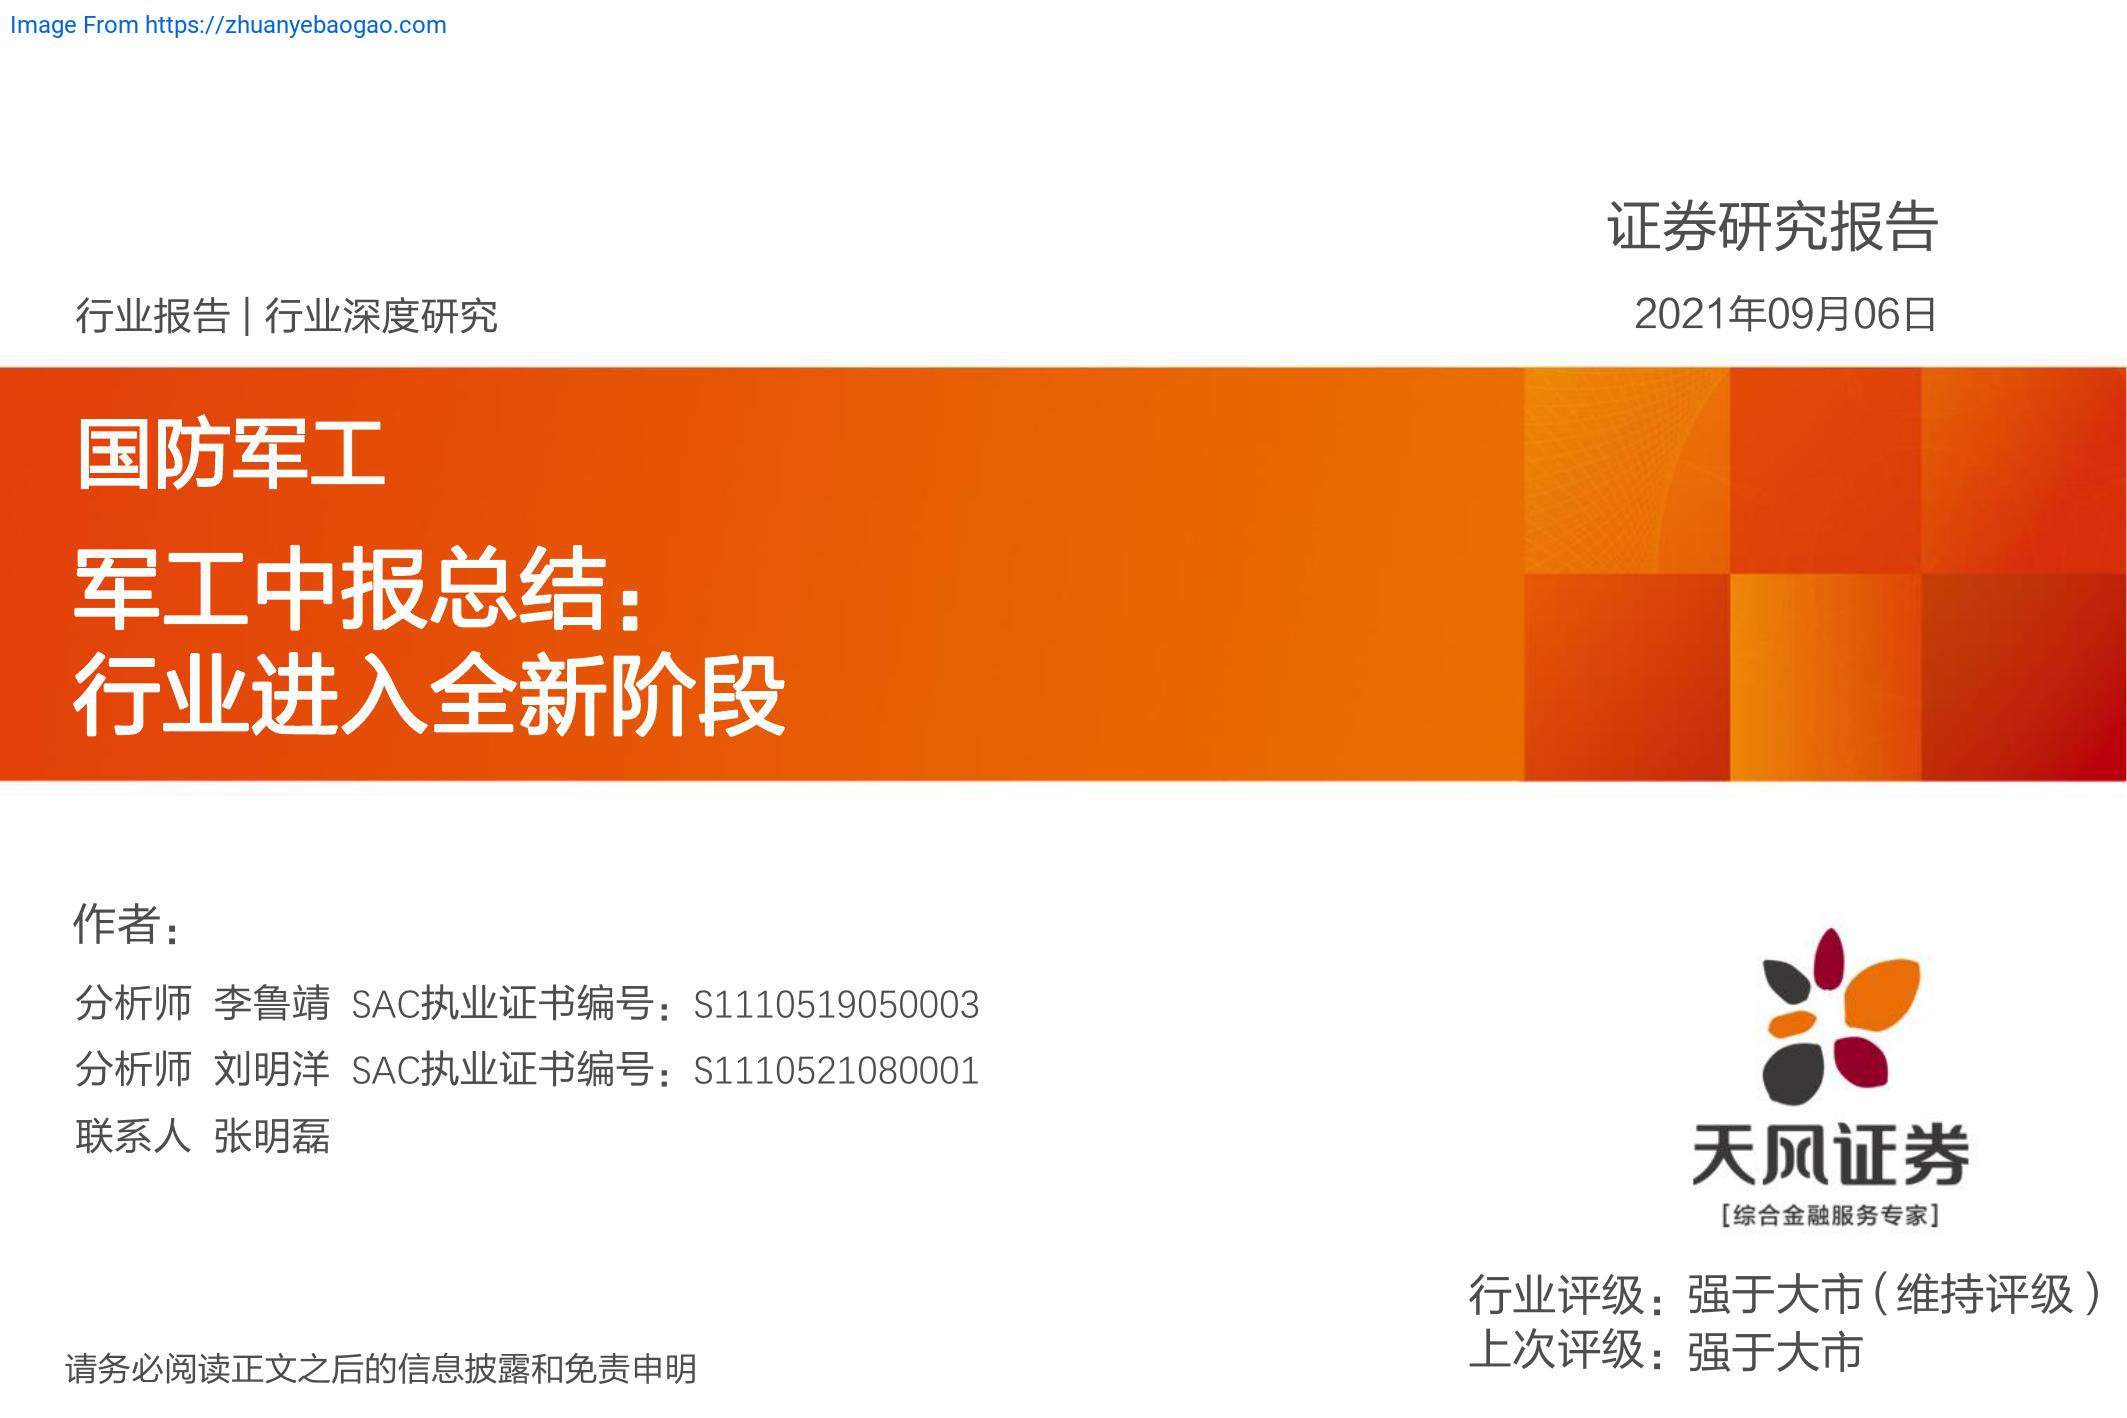 Image From https://zhuanyebaogao.com
证券研究报告
行业报告 | 行业深度研究
2021年09月06日
国防军工
军工中报总结：
行业进入全新阶段
作者：
分析师 李鲁靖 SAC执业证书编号：S1110519050003
分析师 刘明洋 SAC执业证书编号：S1110521080001
联系人 张明磊
天风证券
[综合金融服务专家]
行业评级：强于大市（维持评级）
上次评级：强于大市
请务必阅读正文之后的信息披露和免责申明